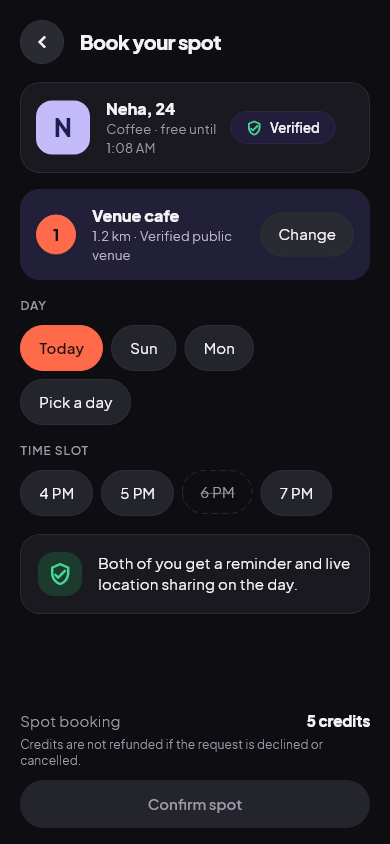 Book your spot
N
Neha, 24
Coffee · free until
1:08 AM
Verified
1
Venue cafe
1.2 km · Verified public
venue
Change
DAY
Today
Sun
Mon
Pick a day
TIME SLOT
4 PM
5 PM
6 PM
7 PM
Both of you get a reminder and live
location sharing on the day.
Spot booking
5 credits
Credits are not refunded if the request is declined or
cancelled.
Confirm spot